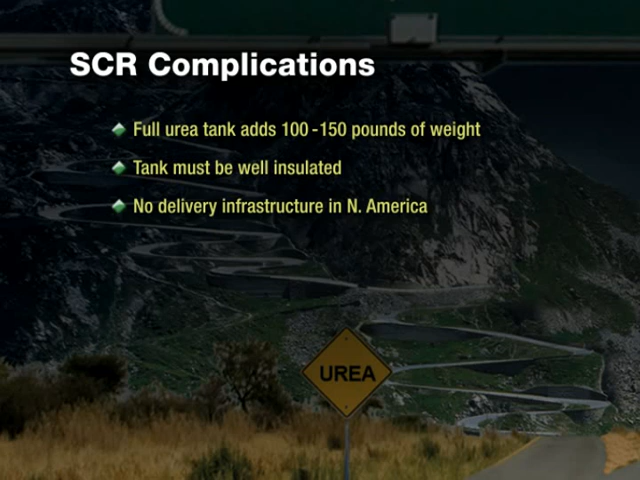 SCR Complications
Full urea tank adds 100-150 pounds of weight
Tank must be well insulated
No delivery infrastructure in N. America
UREA